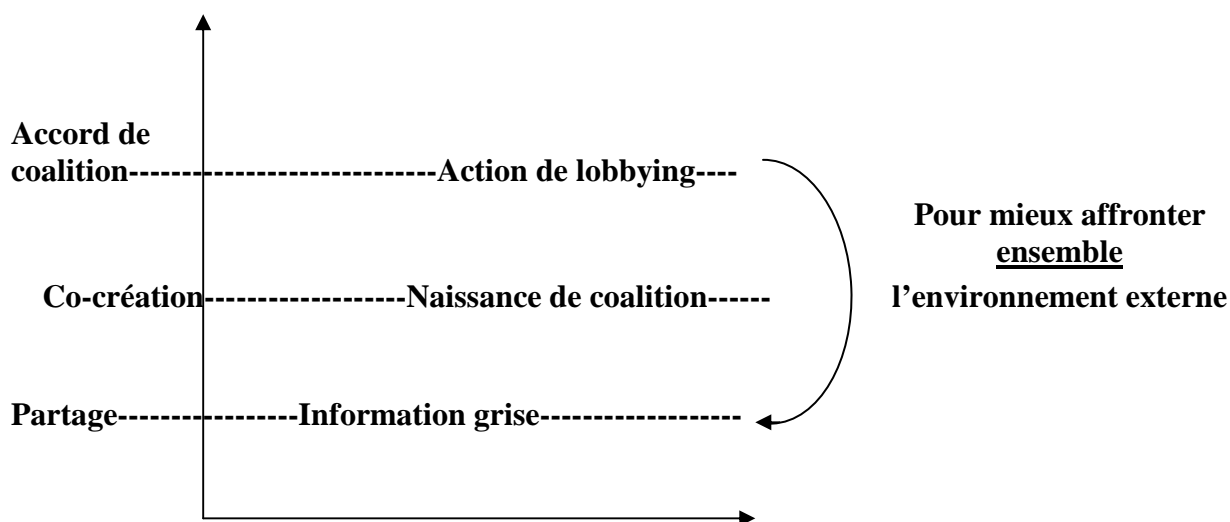 Accord de
coalition-----------------------------Action de lobbying----
Pour mieux affronter
ensemble
Co-création-------------------Naissance de coalition------
l’environnement externe
Partage-----------------Information grise-------------------